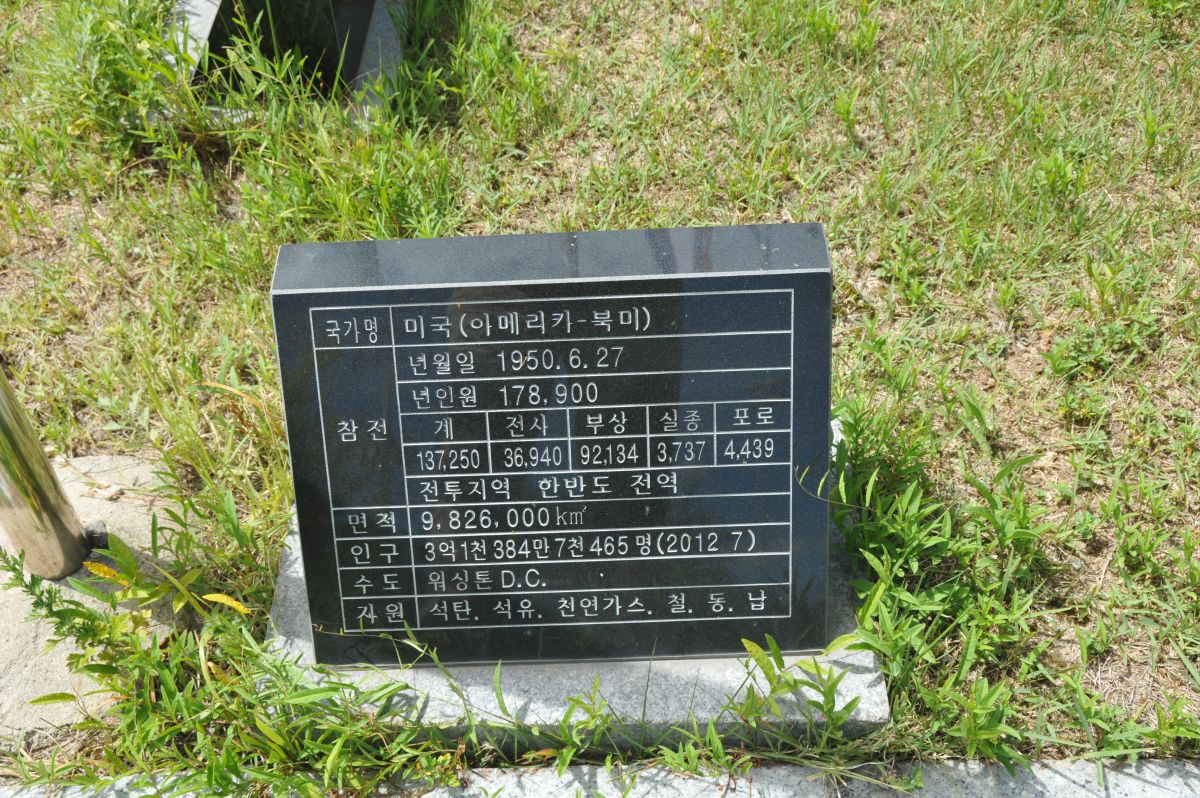 국가명 미국(아메리카-북미)
참전 년월일 1950.6.27
년인원 178,900
계 전사 부상 실종 포로
137,250 36,940 92,134 3,737 4,439
전투지역 한반도 전역
면적 9,826,000㎢
인구 3억1천384만7천465명(2012 7)
수도 워싱톤D.C.
자원 석탄. 석유. 천연가스. 철. 동. 납